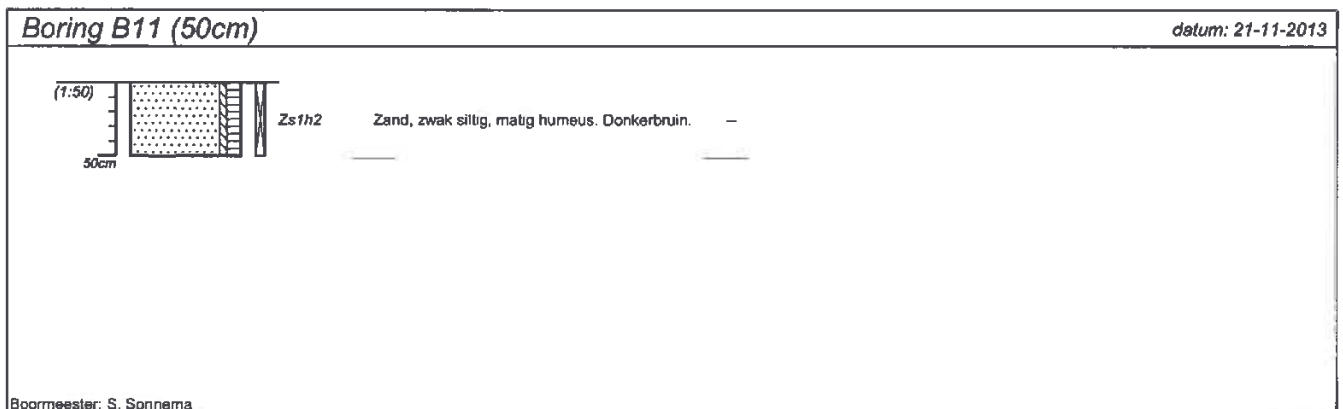 Boring B11 (50cm)
datum: 21-11-2013
(1:50)
Zs1h2 Zand, zwak siltig, matig humeus. Donkerbruin. –
50cm
Boormeester: S. Sonnema